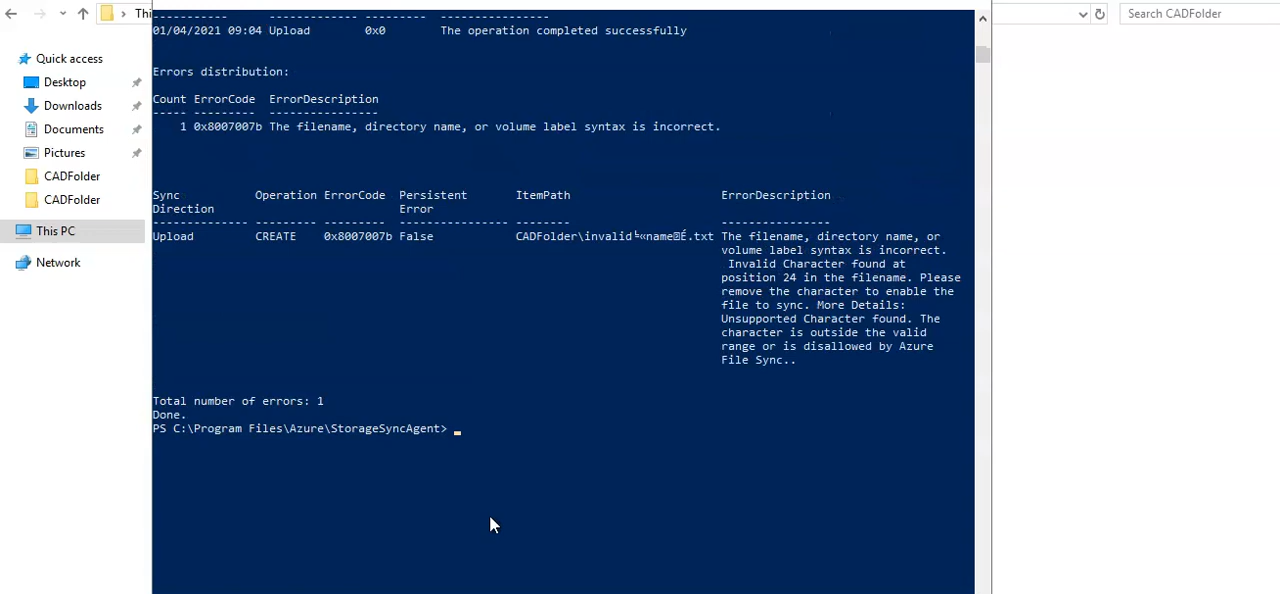 Thi
Search CADFolder
Quick access
Desktop
Downloads
Documents
Pictures
CADFolder
CADFolder
This PC
Network
----------- ------------- --------- ----------------
01/04/2021 09:04 Upload 0x0 The operation completed successfully
Errors distribution:
Count ErrorCode ErrorDescription
----- --------- ----------------
1 0x8007007b The filename, directory name, or volume label syntax is incorrect.
Sync Operation ErrorCode Persistent ItemPath ErrorDescription
Direction Error
-------------- --------- --------- ---------------- -------- ----------------
Upload CREATE 0x8007007b False CADFolder\invalid╘«name⍰É.txt The filename, directory name, or
volume label syntax is incorrect.
Invalid Character found at
position 24 in the filename. Please
remove the character to enable the
file to sync. More Details:
Unsupported Character found. The
character is outside the valid
range or is disallowed by Azure
File Sync..
Total number of errors: 1
Done.
PS C:\Program Files\Azure\StorageSyncAgent>